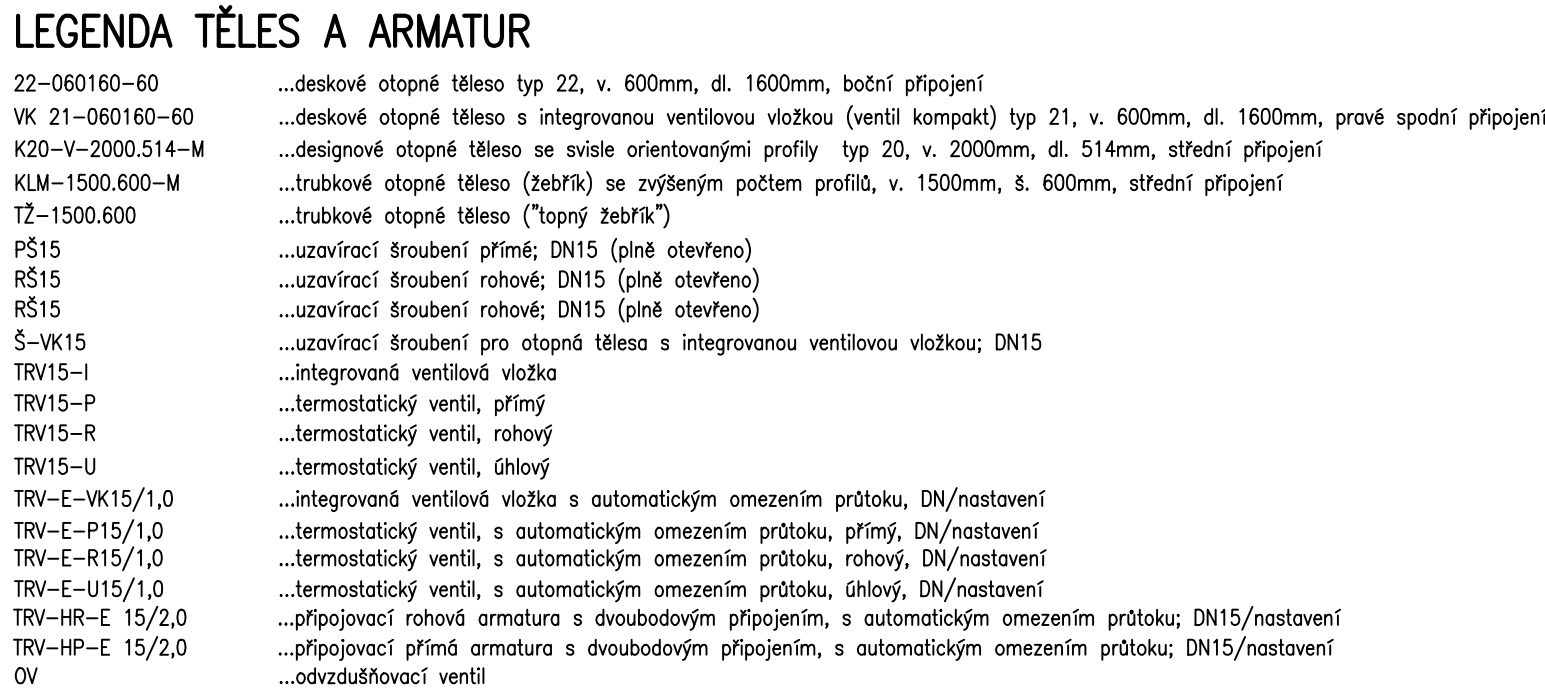 LEGENDA TĚLES A ARMATUR
22-060160-60 ...deskové otopné těleso typ 22, v. 600mm, dl. 1600mm, boční připojení
VK 21-060160-60 ...deskové otopné těleso s integrovanou ventilovou vložkou (ventil kompakt) typ 21, v. 600mm, dl. 1600mm, pravé spodní připojení
K20-V-2000.514-M ...designové otopné těleso se svisle orientovanými profily typ 20, v. 2000mm, dl. 514mm, střední připojení
KLM-1500.600-M ...trubkové otopné těleso (žebřík) se zvýšeným počtem profilů, v. 1500mm, š. 600mm, střední připojení
TŽ-1500.600 ...trubkové otopné těleso ("topný žebřík")
PŠ15 ...uzavírací šroubení přímé; DN15 (plně otevřeno)
RŠ15 ...uzavírací šroubení rohové; DN15 (plně otevřeno)
RŠ15 ...uzavírací šroubení rohové; DN15 (plně otevřeno)
Š-VK15 ...uzavírací šroubení pro otopná tělesa s integrovanou ventilovou vložkou; DN15
TRV15-I ...integrovaná ventilová vložka
TRV15-P ...termostatický ventil, přímý
TRV15-R ...termostatický ventil, rohový
TRV15-U ...termostatický ventil, úhlový
TRV-E-VK15/1,0 ...integrovaná ventilová vložka s automatickým omezením průtoku, DN/nastavení
TRV-E-P15/1,0 ...termostatický ventil, s automatickým omezením průtoku, přímý, DN/nastavení
TRV-E-R15/1,0 ...termostatický ventil, s automatickým omezením průtoku, rohový, DN/nastavení
TRV-E-U15/1,0 ...termostatický ventil, s automatickým omezením průtoku, úhlový, DN/nastavení
TRV-HR-E 15/2,0 ...připojovací rohová armatura s dvoubodovým připojením, s automatickým omezením průtoku; DN15/nastavení
TRV-HP-E 15/2,0 ...připojovací přímá armatura s dvoubodovým připojením, s automatickým omezením průtoku; DN15/nastavení
OV ...odvzdušňovací ventil